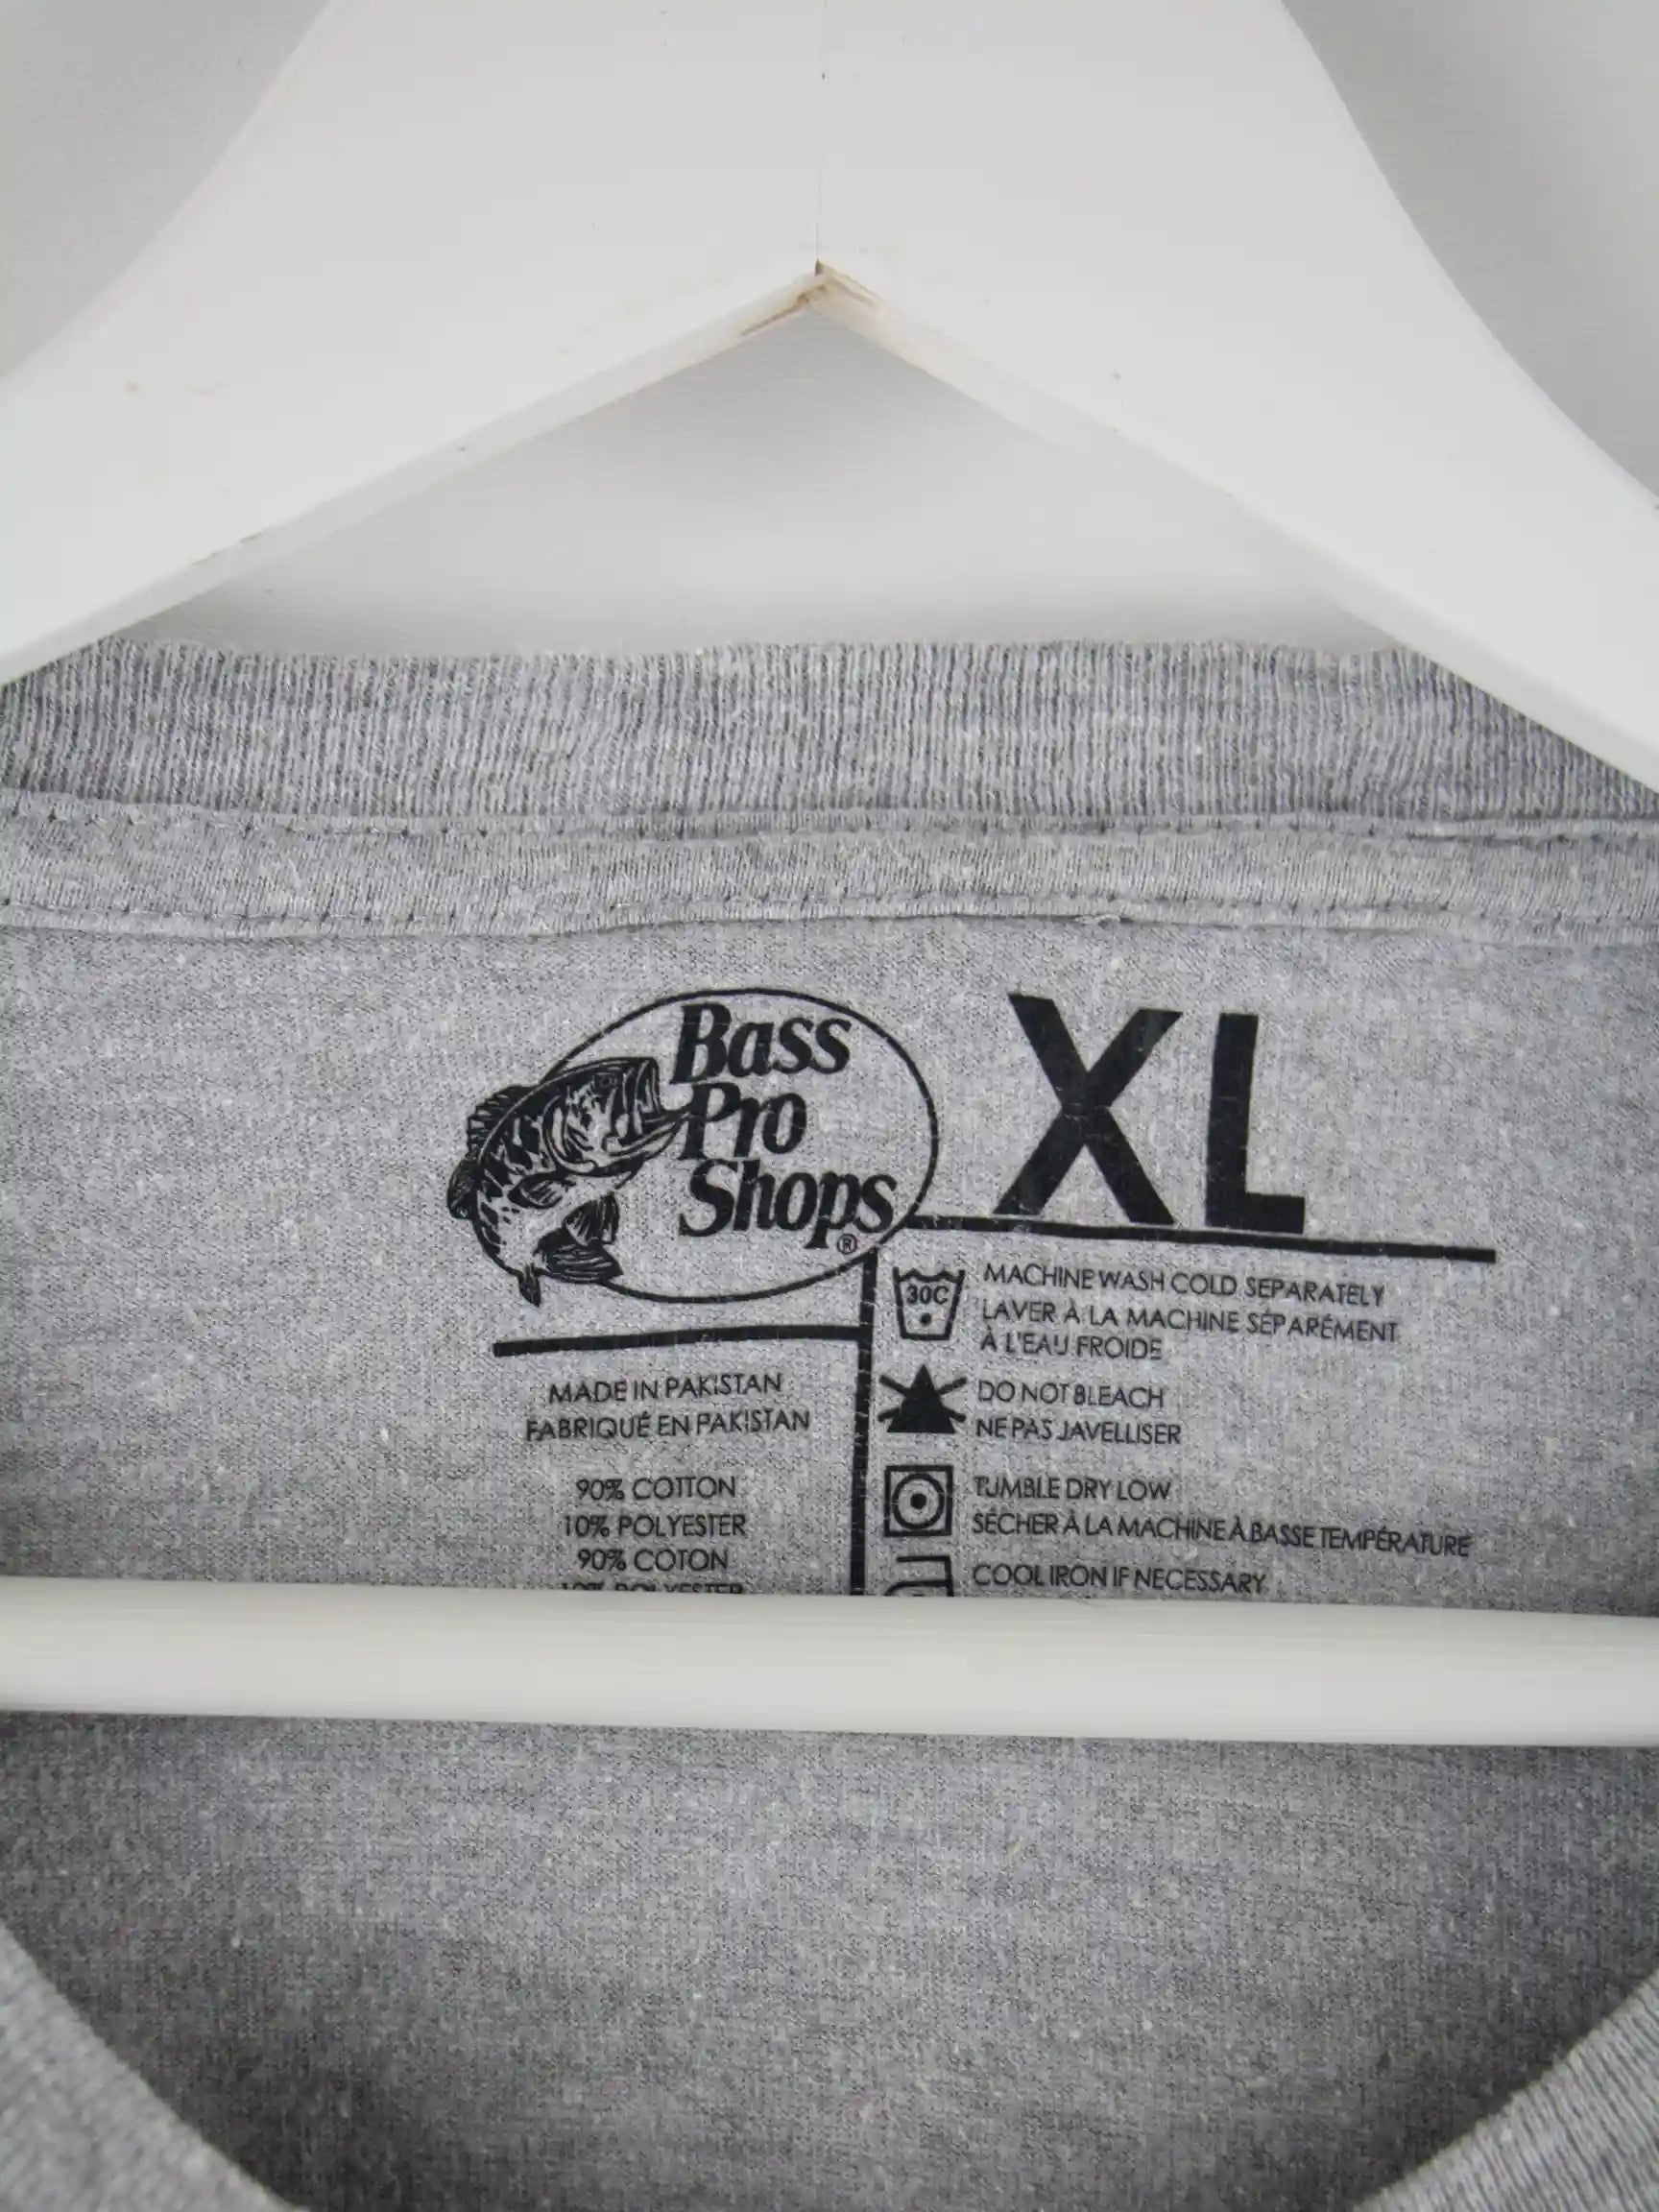 Bass
Pro
Shops®
XL
MADE IN PAKISTAN
FABRIQUÉ EN PAKISTAN
90% COTTON
10% POLYESTER
90% COTON
10% POLYESTER
30C
MACHINE WASH COLD SEPARATELY
LAVER À LA MACHINE SÉPARÉMENT
À L'EAU FROIDE
DO NOT BLEACH
NE PAS JAVELLISER
TUMBLE DRY LOW
SÉCHER À LA MACHINE À BASSE TEMPÉRATURE
COOL IRON IF NECESSARY